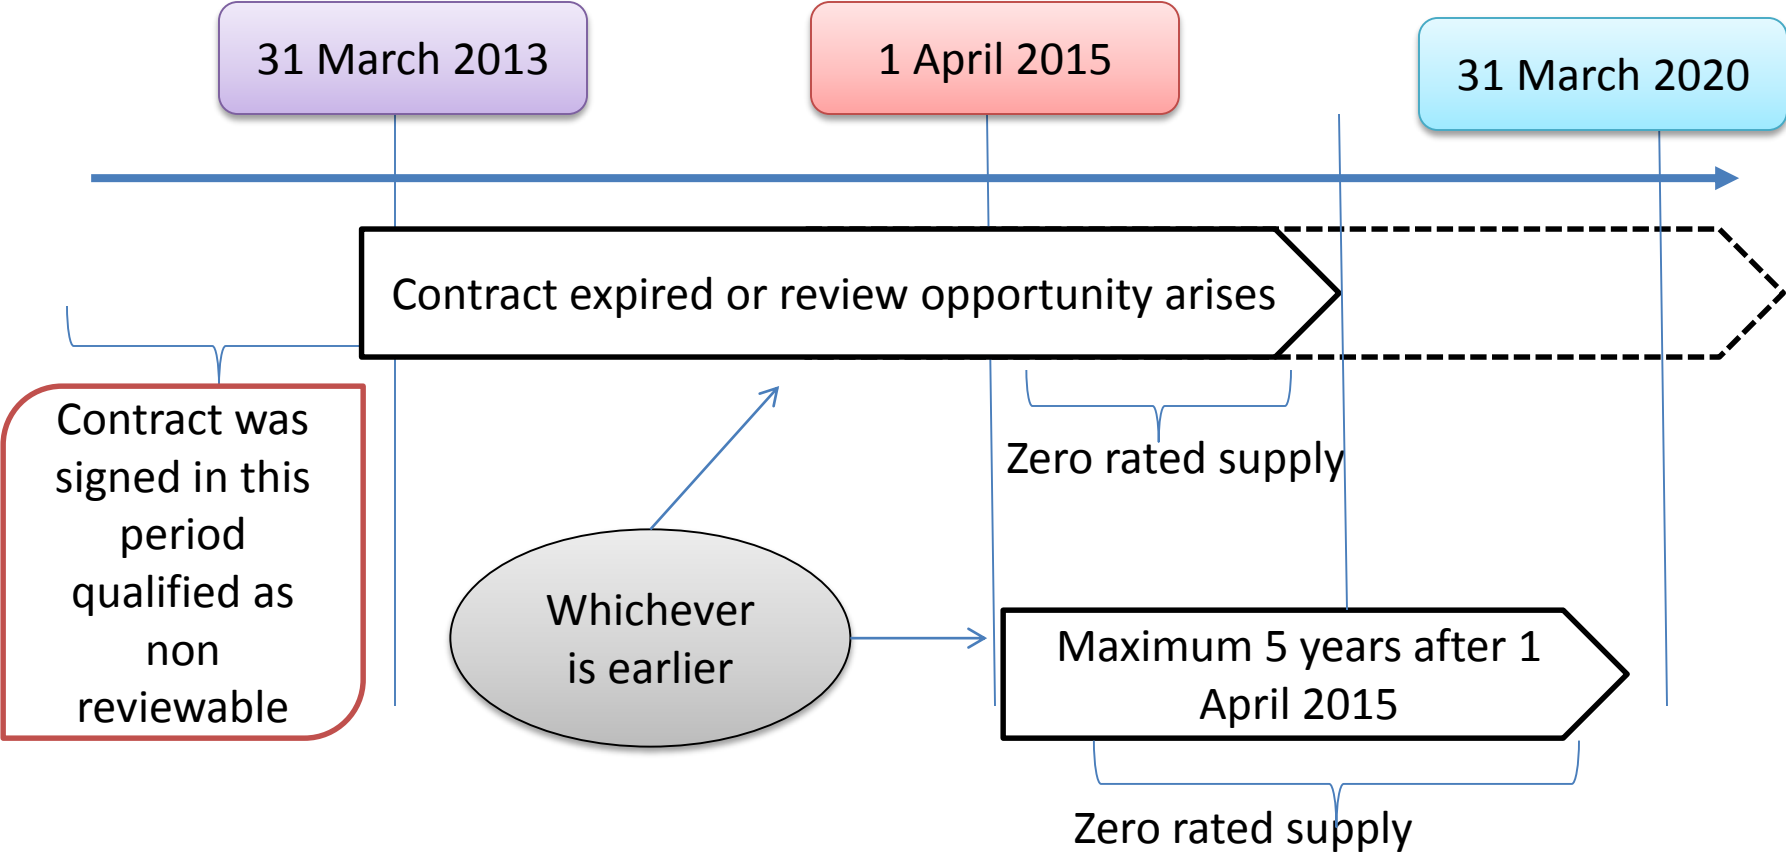 31 March 2013
1 April 2015
31 March 2020
Contract expired or review opportunity arises
Contract was
signed in this
period
qualified as
non
reviewable
Zero rated supply
Whichever
is earlier
Maximum 5 years after 1
April 2015
Zero rated supply